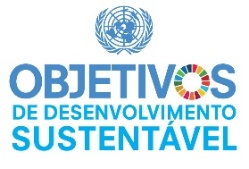 OBJETIVOS
DE DESENVOLVIMENTO
SUSTENTÁVEL